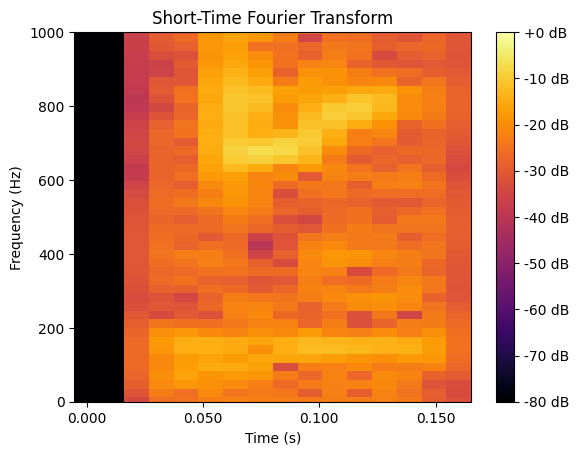 Short-Time Fourier Transform
Frequency (Hz)
1000
800
600
400
200
0
0.000
0.050
0.100
0.150
Time (s)
+0 dB
-10 dB
-20 dB
-30 dB
-40 dB
-50 dB
-60 dB
-70 dB
-80 dB